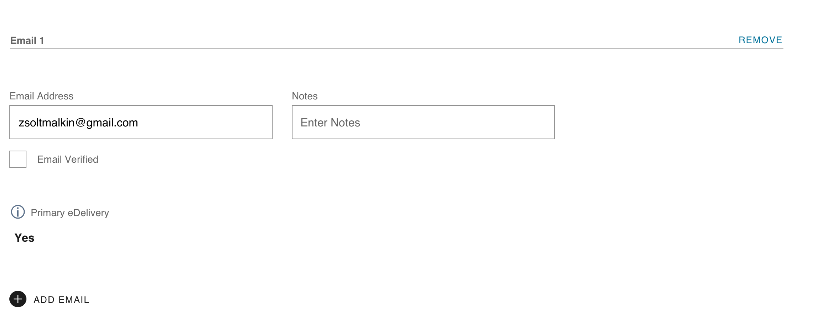 Email 1
REMOVE
Email Address
Notes
zsoltmalkin@gmail.com
Enter Notes
Email Verified
Primary eDelivery
Yes
ADD EMAIL